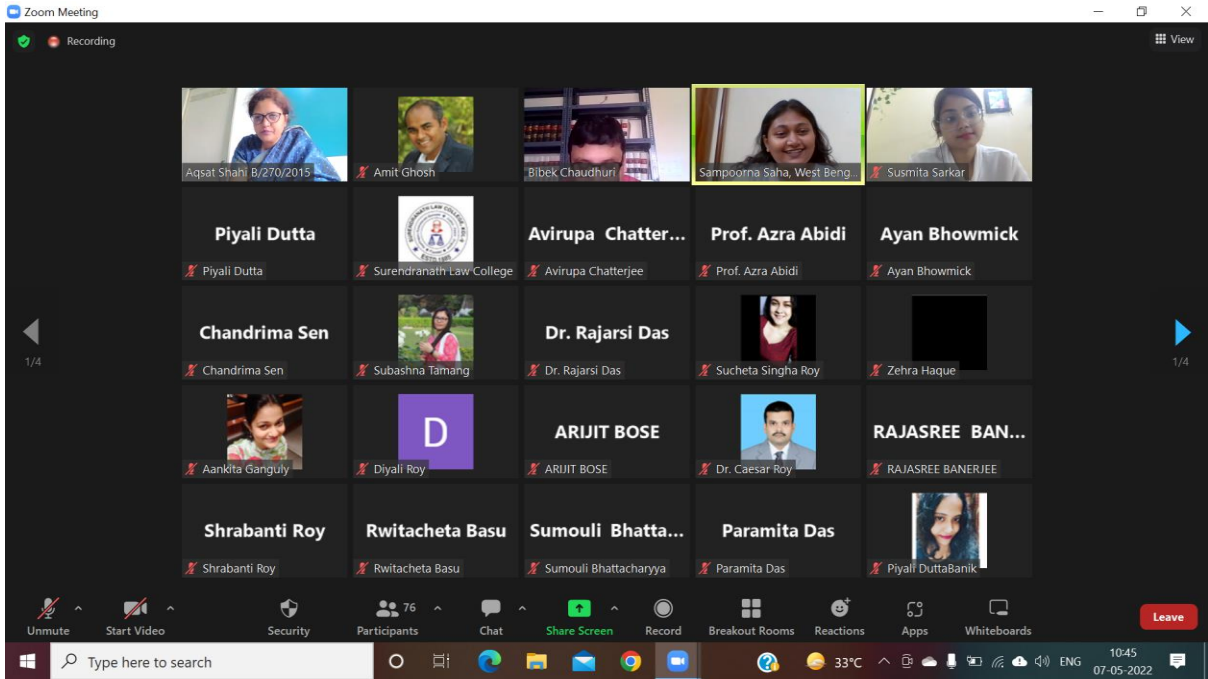 Zoom Meeting
Recording
View
Aqsat Shahi B/270/2015
Amit Ghosh
Bibek Chaudhuri
Sampoorna Saha, West Beng...
Susmita Sarkar
Piyali Dutta
Avirupa Chatter...
Prof. Azra Abidi
Ayan Bhowmick
Piyali Dutta
Surendranath Law College
Avirupa Chatterjee
Prof. Azra Abidi
Ayan Bhowmick
Chandrima Sen
Dr. Rajarsi Das
1/4
1/4
Chandrima Sen
Subashna Tamang
Dr. Rajarsi Das
Sucheta Singha Roy
Zehra Haque
D
ARIJIT BOSE
RAJASREE BAN...
Aankita Ganguly
Diyali Roy
ARIJIT BOSE
Dr. Caesar Roy
RAJASREE BANERJEE
Shrabanti Roy
Rwitacheta Basu
Sumouli Bhatta...
Paramita Das
Shrabanti Roy
Rwitacheta Basu
Sumouli Bhattacharyya
Paramita Das
Piyali DuttaBanik
76
Unmute
Start Video
Security
Participants
Chat
Share Screen
Record
Breakout Rooms
Reactions
Apps
Whiteboards
Leave
Type here to search
33°C
ENG
10:45
07-05-2022